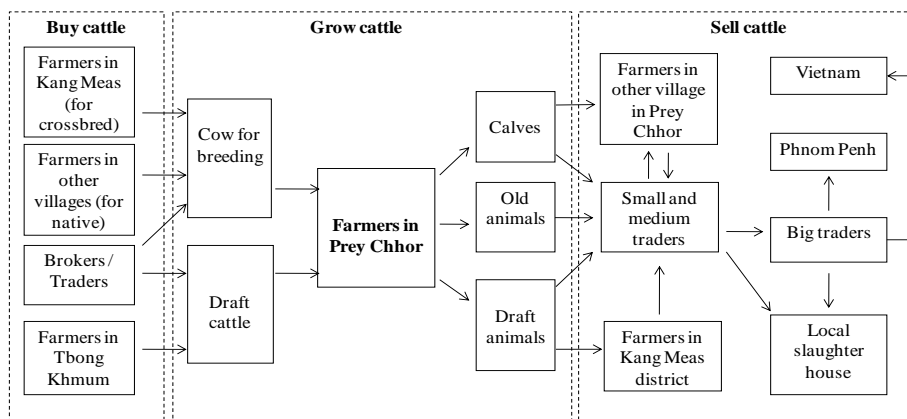 Buy cattle
Grow cattle
Sell cattle
Farmers in
Kang Meas
(for
crossbred)
Farmers in
other
villages (for
native)
Brokers /
Traders
Farmers in
Tbong
Khmum
Cow for
breeding
Draft
cattle
Farmers in
Prey Chhor
Calves
Old
animals
Draft
animals
Farmers in
other village
in Prey
Chhor
Small and
medium
traders
Farmers in
Kang Meas
district
Vietnam
Phnom Penh
Big traders
Local
slaughter
house